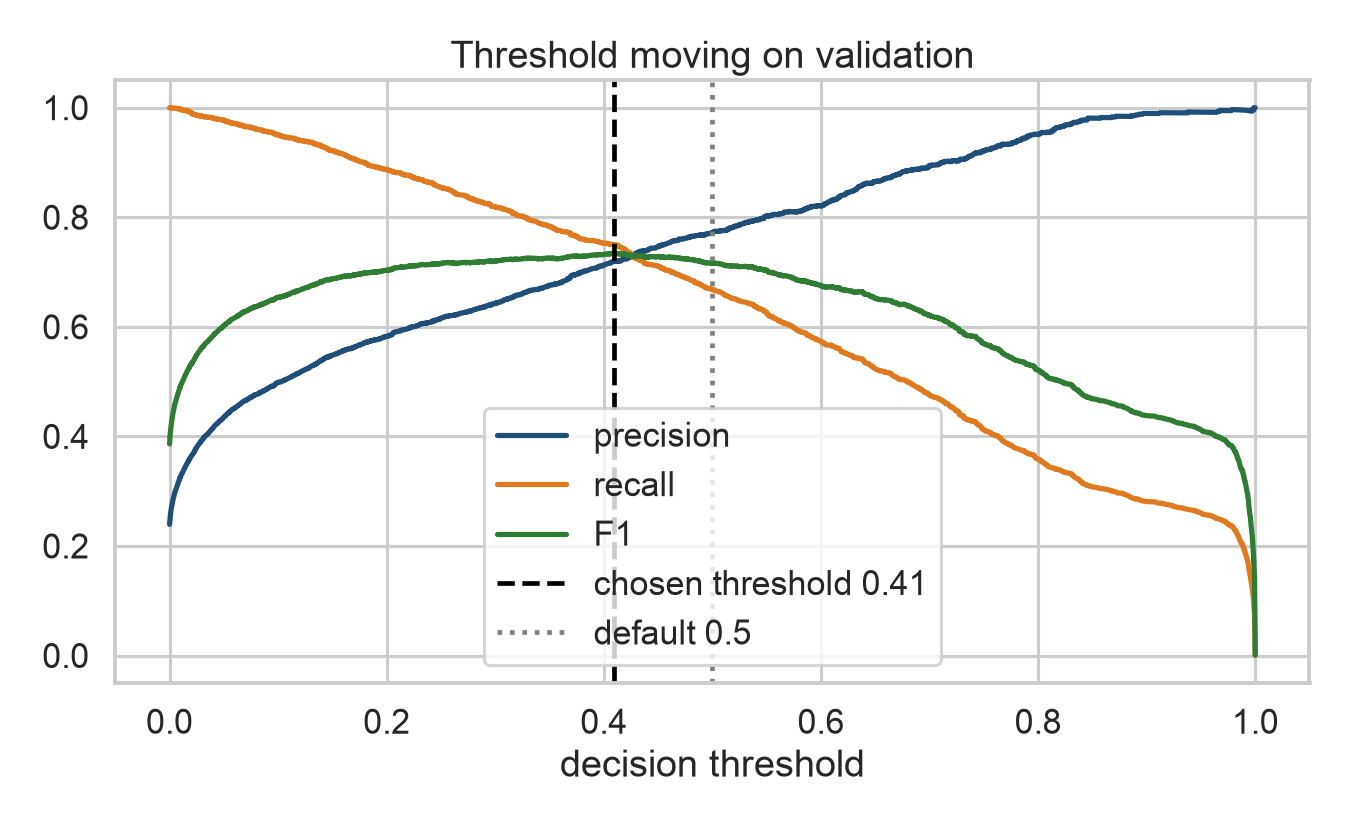 Threshold moving on validation
1.0
0.8
0.6
0.4
0.2
0.0
precision
recall
F1
chosen threshold 0.41
default 0.5
0.0 0.2 0.4 0.6 0.8 1.0
decision threshold